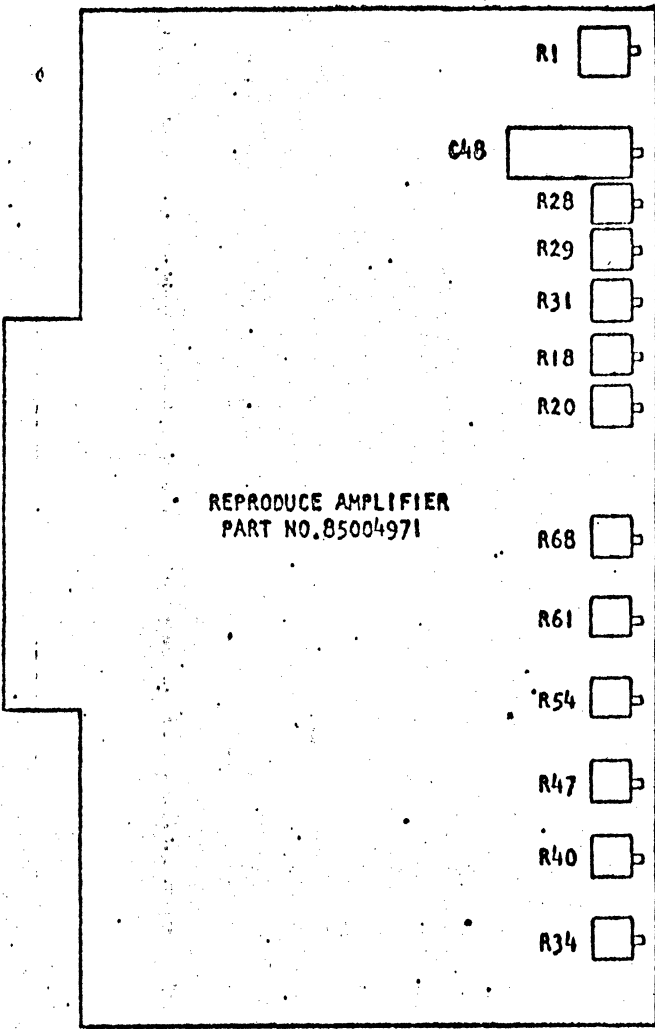 R1
C48
R28
R29
R31
R18
R20
REPRODUCE AMPLIFIER
PART NO.85004971
R68
R61
R54
R47
R40
R34